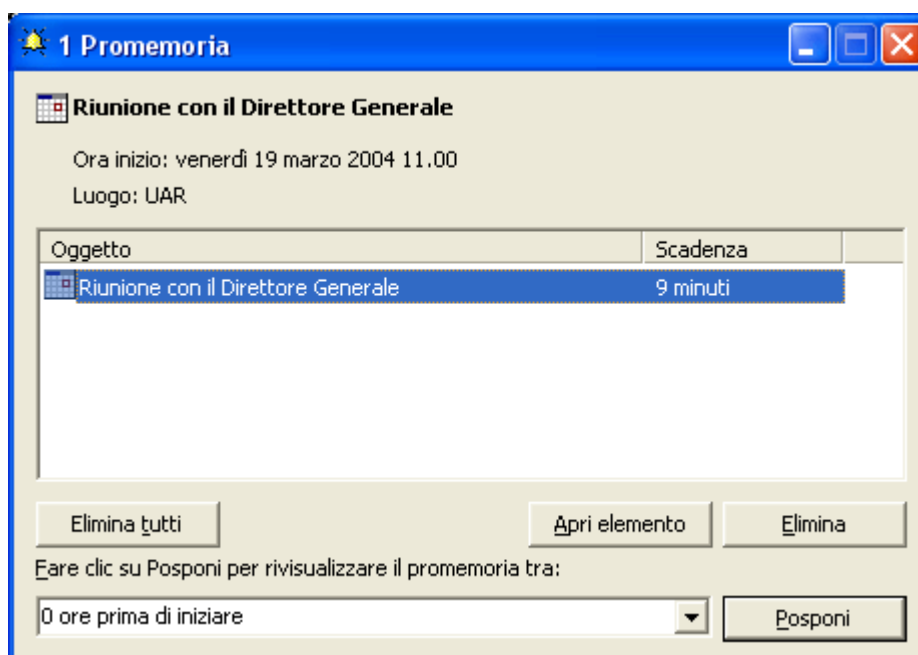 1 Promemoria
Riunione con il Direttore Generale
Ora inizio: venerdì 19 marzo 2004 11.00
Luogo: UAR
Oggetto Scadenza
Riunione con il Direttore Generale 9 minuti
Elimina tutti Apri elemento Elimina
Fare clic su Posponi per rivisualizzare il promemoria tra:
0 ore prima di iniziare Posponi